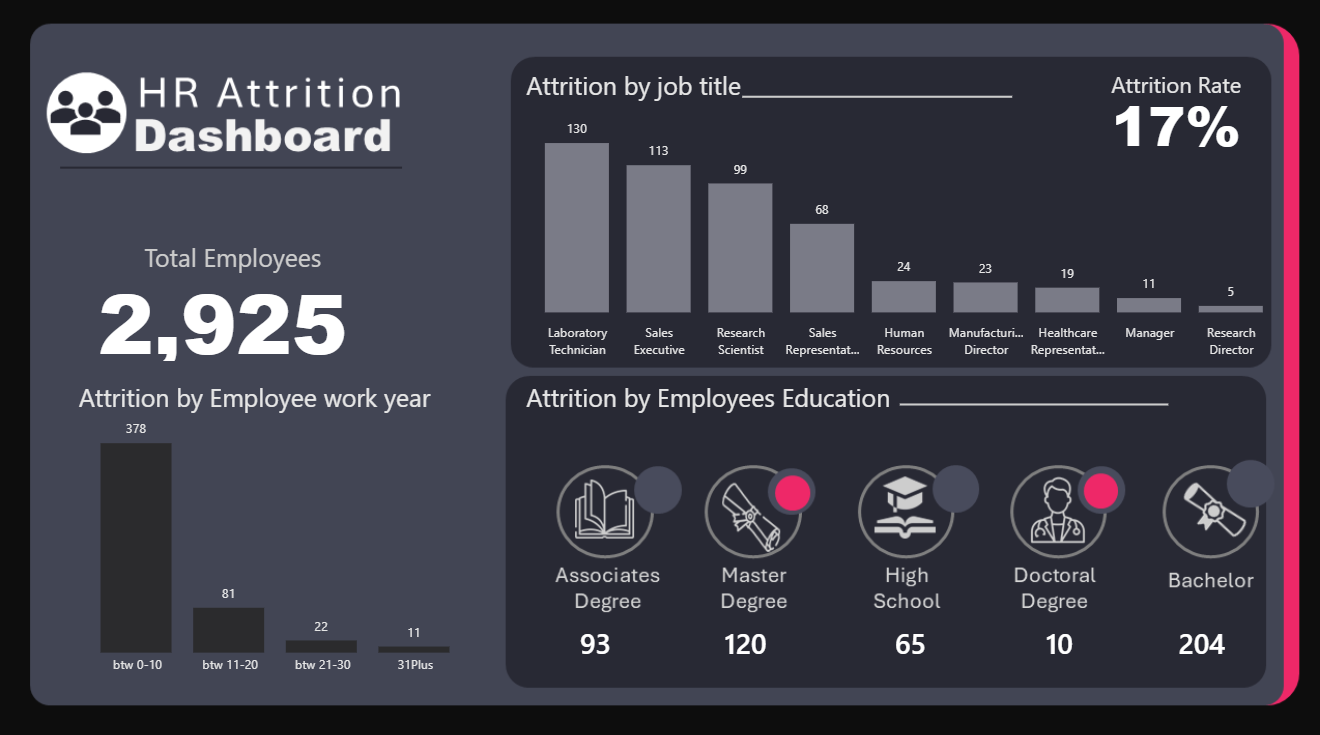 HR Attrition
Dashboard
Total Employees
2,925
Attrition by Employee work year
378
81
22
11
btw 0-10
btw 11-20
btw 21-30
31Plus
Attrition by job title
Attrition Rate
17%
130
113
99
68
24
23
19
11
5
Laboratory
Technician
Sales
Executive
Research
Scientist
Sales
Representat...
Human
Resources
Manufacturi...
Director
Healthcare
Representat...
Manager
Research
Director
Attrition by Employees Education
Associates
Degree
93
Master
Degree
120
High
School
65
Doctoral
Degree
10
Bachelor
204